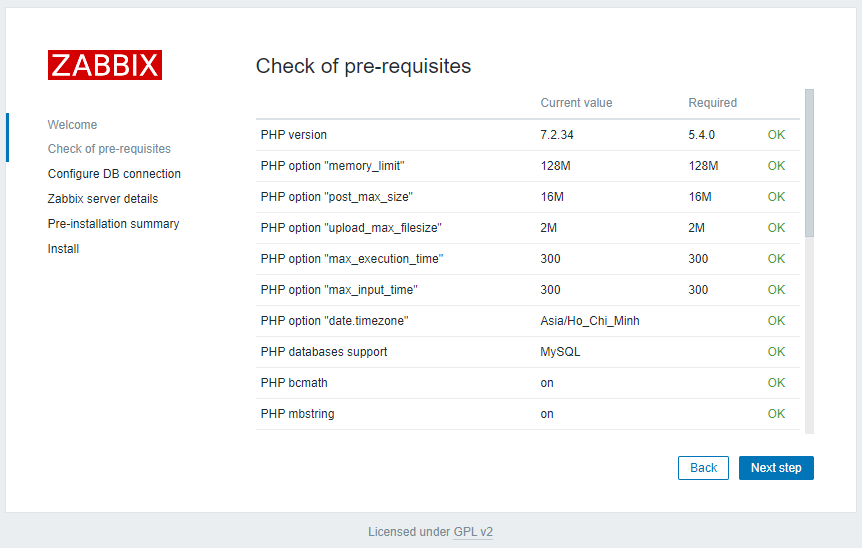 ZABBIX
Welcome
Check of pre-requisites
Configure DB connection
Zabbix server details
Pre-installation summary
Install
Check of pre-requisites
Current value Required
PHP version 7.2.34 5.4.0 OK
PHP option "memory_limit" 128M 128M OK
PHP option "post_max_size" 16M 16M OK
PHP option "upload_max_filesize" 2M 2M OK
PHP option "max_execution_time" 300 300 OK
PHP option "max_input_time" 300 300 OK
PHP option "date.timezone" Asia/Ho_Chi_Minh OK
PHP databases support MySQL OK
PHP bcmath on OK
PHP mbstring on OK
Back Next step
Licensed under GPL v2